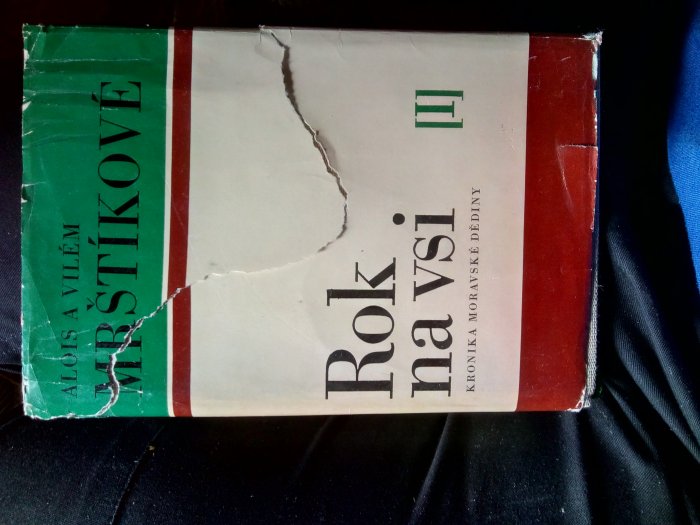 ALOIS A VILÉM
MRŠTÍKOVÉ
Rok
na vsi
[I]
KRONIKA MORAVSKÉ DĚDINY